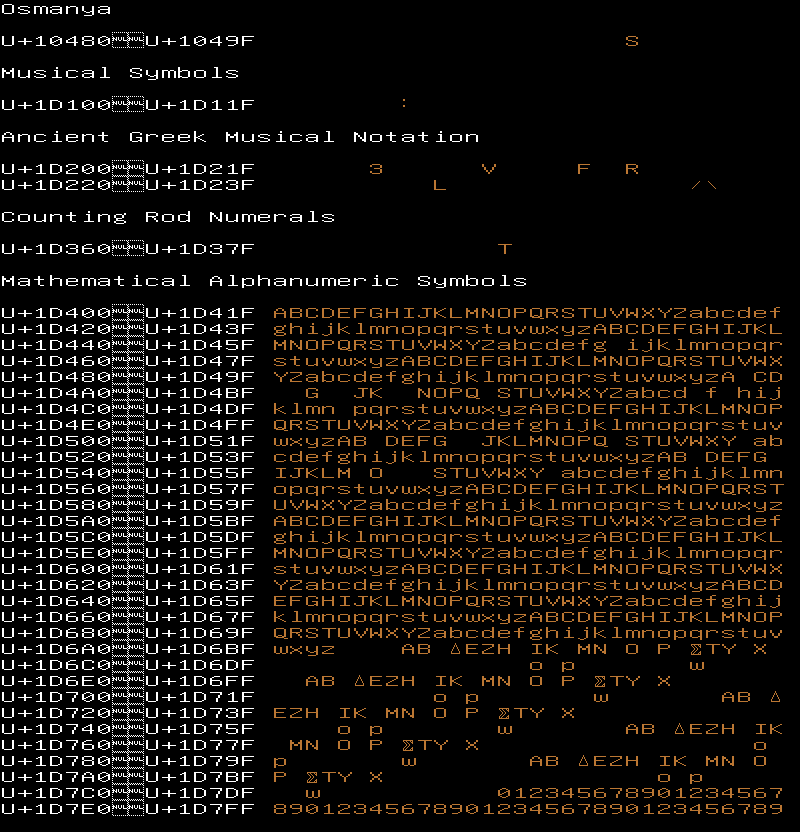 Osmanya
U+10480␀␀U+1049F S
Musical Symbols
U+1D100␀␀U+1D11F :
Ancient Greek Musical Notation
U+1D200␀␀U+1D21F 3 V F R
U+1D220␀␀U+1D23F L /\
Counting Rod Numerals
U+1D360␀␀U+1D37F T
Mathematical Alphanumeric Symbols
U+1D400␀␀U+1D41F ABCDEFGHIJKLMNOPQRSTUVWXYZabcdef
U+1D420␀␀U+1D43F ghijklmnopqrstuvwxyzABCDEFGHIJKL
U+1D440␀␀U+1D45F MNOPQRSTUVWXYZabcdefg ijklmnopqr
U+1D460␀␀U+1D47F stuvwxyzABCDEFGHIJKLMNOPQRSTUVWX
U+1D480␀␀U+1D49F YZabcdefghijklmnopqrstuvwxyzA CD
U+1D4A0␀␀U+1D4BF G JK NOPQ STUVWXYZabcd f hij
U+1D4C0␀␀U+1D4DF klmn pqrstuvwxyzABCDEFGHIJKLMNOP
U+1D4E0␀␀U+1D4FF QRSTUVWXYZabcdefghijklmnopqrstuv
U+1D500␀␀U+1D51F wxyzAB DEFG JKLMNOPQ STUVWXY ab
U+1D520␀␀U+1D53F cdefghijklmnopqrstuvwxyzAB DEFG
U+1D540␀␀U+1D55F IJKLM O STUVWXY abcdefghijklmn
U+1D560␀␀U+1D57F opqrstuvwxyzABCDEFGHIJKLMNOPQRST
U+1D580␀␀U+1D59F UVWXYZabcdefghijklmnopqrstuvwxyz
U+1D5A0␀␀U+1D5BF ABCDEFGHIJKLMNOPQRSTUVWXYZabcdef
U+1D5C0␀␀U+1D5DF ghijklmnopqrstuvwxyzABCDEFGHIJKL
U+1D5E0␀␀U+1D5FF MNOPQRSTUVWXYZabcdefghijklmnopqr
U+1D600␀␀U+1D61F stuvwxyzABCDEFGHIJKLMNOPQRSTUVWX
U+1D620␀␀U+1D63F YZabcdefghijklmnopqrstuvwxyzABCD
U+1D640␀␀U+1D65F EFGHIJKLMNOPQRSTUVWXYZabcdefghij
U+1D660␀␀U+1D67F klmnopqrstuvwxyzABCDEFGHIJKLMNOP
U+1D680␀␀U+1D69F QRSTUVWXYZabcdefghijklmnopqrstuv
U+1D6A0␀␀U+1D6BF wxyz AB ΔEZH IK MN O P ΣTY X
U+1D6C0␀␀U+1D6DF o p w
U+1D6E0␀␀U+1D6FF AB ΔEZH IK MN O P ΣTY X
U+1D700␀␀U+1D71F o p w AB Δ
U+1D720␀␀U+1D73F EZH IK MN O P ΣTY X
U+1D740␀␀U+1D75F o p w AB ΔEZH IK
U+1D760␀␀U+1D77F MN O P ΣTY X o
U+1D780␀␀U+1D79F p w AB ΔEZH IK MN O
U+1D7A0␀␀U+1D7BF P ΣTY X o p
U+1D7C0␀␀U+1D7DF w 012345678901234567
U+1D7E0␀␀U+1D7FF 89012345678901234567890123456789